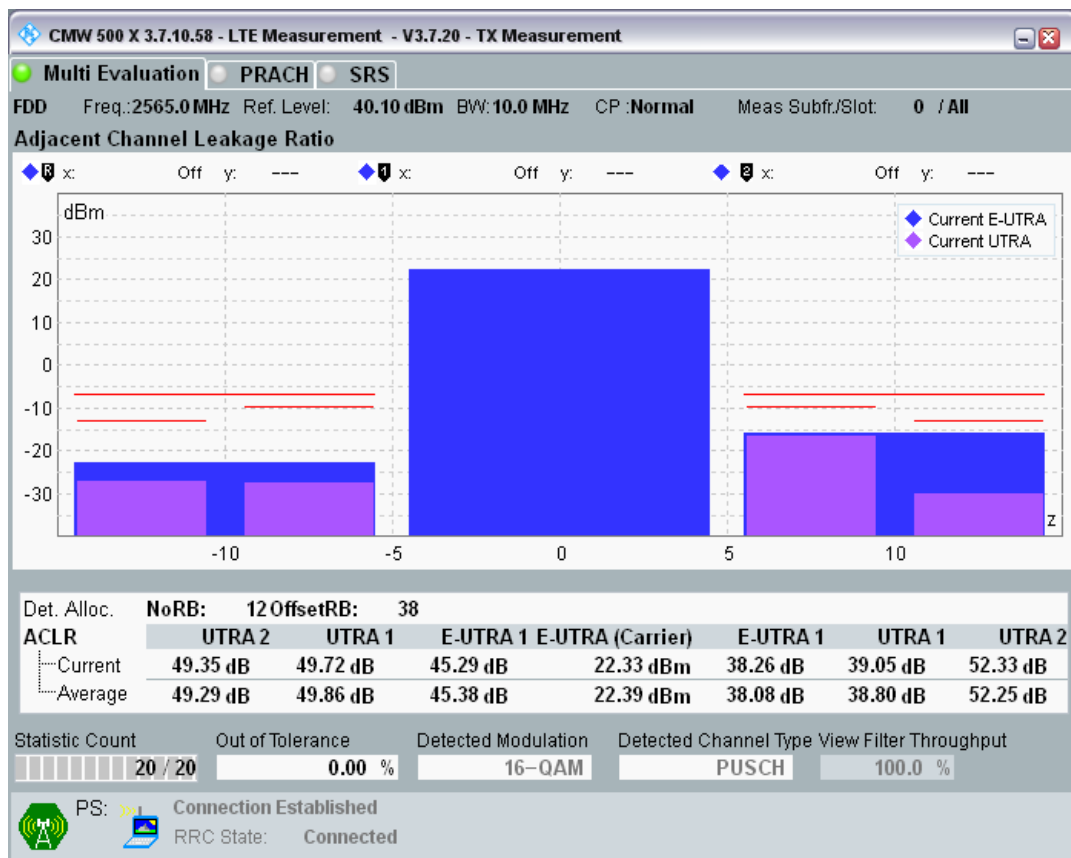 CMW 500 X 3.7.10.58 - LTE Measurement - V3.7.20 - TX Measurement
Multi Evaluation PRACH SRS
FDD Freg.:2565.0 MHz Ref. Level: 40.10 dBm BW: 10.0 MHz CP :Normal Meas Subfr./Slot: 0 / All
Adjacent Channel Leakage Ratio
R x: Off y: --- 1 x: Off y: --- 2 x: Off y: ---
dBm
Current E-UTRA
Current UTRA
30
20
10
0
-10
-20
-30
z
-10 -5 0 5 10
Det. Alloc. NoRB: 12 OffsetRB: 38
ACLR UTRA 2 UTRA 1 E-UTRA 1 E-UTRA (Carrier) E-UTRA 1 UTRA 1 UTRA 2
Current 49.35 dB 49.72 dB 45.29 dB 22.33 dBm 38.26 dB 39.05 dB 52.33 dB
Average 49.29 dB 49.86 dB 45.38 dB 22.39 dBm 38.08 dB 38.80 dB 52.25 dB
Statistic Count Out of Tolerance Detected Modulation Detected Channel Type View Filter Throughput
20 / 20 0.00 % 16-QAM PUSCH 100.0 %
PS: Connection Established
RRC State: Connected